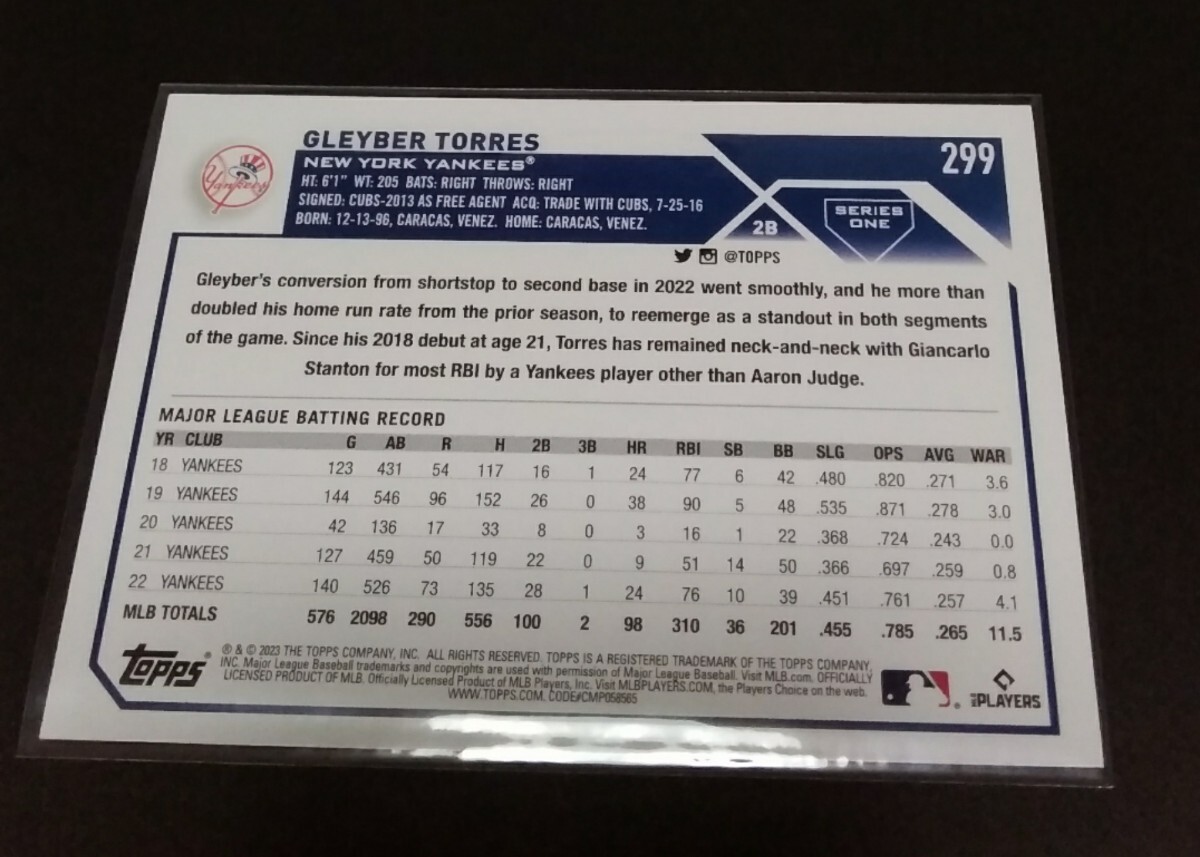 GLEYBER TORRES
299
Yankees
NEW YORK YANKEES®
HT: 6'1" WT: 205 BATS: RIGHT THROWS: RIGHT
SIGNED: CUBS-2013 AS FREE AGENT ACQ: TRADE WITH CUBS, 7-25-16
BORN: 12-13-96, CARACAS, VENEZ. HOME: CARACAS, VENEZ.
2B
SERIES
ONE
@TOPPS
Gleyber's conversion from shortstop to second base in 2022 went smoothly, and he more than
doubled his home run rate from the prior season, to reemerge as a standout in both segments
of the game. Since his 2018 debut at age 21, Torres has remained neck-and-neck with Giancarlo
Stanton for most RBI by a Yankees player other than Aaron Judge.
MAJOR LEAGUE BATTING RECORD
YR CLUB G AB R H 2B 3B HR RBI SB BB SLG OPS AVG WAR
18 YANKEES 123 431 54 117 16 1 24 77 6 42 .480 .820 .271 3.6
19 YANKEES 144 546 96 152 26 0 38 90 5 48 .535 .871 .278 3.0
20 YANKEES 42 136 17 33 8 0 3 16 1 22 .368 .724 .243 0.0
21 YANKEES 127 459 50 119 22 0 9 51 14 50 .366 .697 .259 0.8
22 YANKEES 140 526 73 135 28 1 24 76 10 39 .451 .761 .257 4.1
MLB TOTALS 576 2098 290 556 100 2 98 310 36 201 .455 .785 .265 11.5
Topps®
® & © 2023 THE TOPPS COMPANY, INC. ALL RIGHTS RESERVED. TOPPS IS A REGISTERED TRADEMARK OF THE TOPPS COMPANY,
INC. Major League Baseball trademarks and copyrights are used with permission of Major League Baseball. Visit MLB.com. OFFICIALLY
LICENSED PRODUCT OF MLB. Officially Licensed Product of MLB Players, Inc. Visit MLBPLAYERS.COM, the Players Choice on the web.
WWW.TOPPS.COM. CODE#CMP058565
MLB PLAYERS